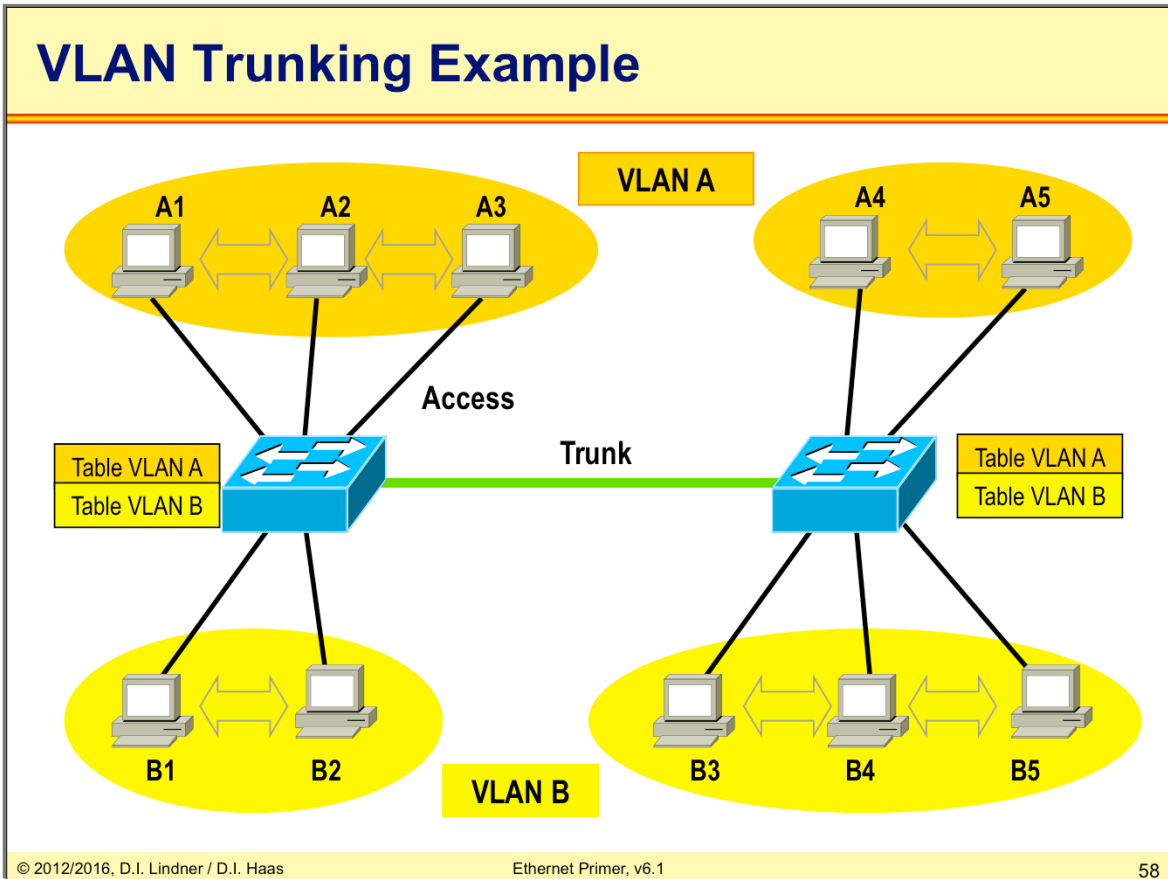 VLAN Trunking Example
VLAN A
A1
A2
A3
A4
A5
Access
Trunk
Table VLAN A
Table VLAN B
Table VLAN A
Table VLAN B
B1
B2
B3
B4
B5
VLAN B
© 2012/2016, D.I. Lindner / D.I. Haas
Ethernet Primer, v6.1
58